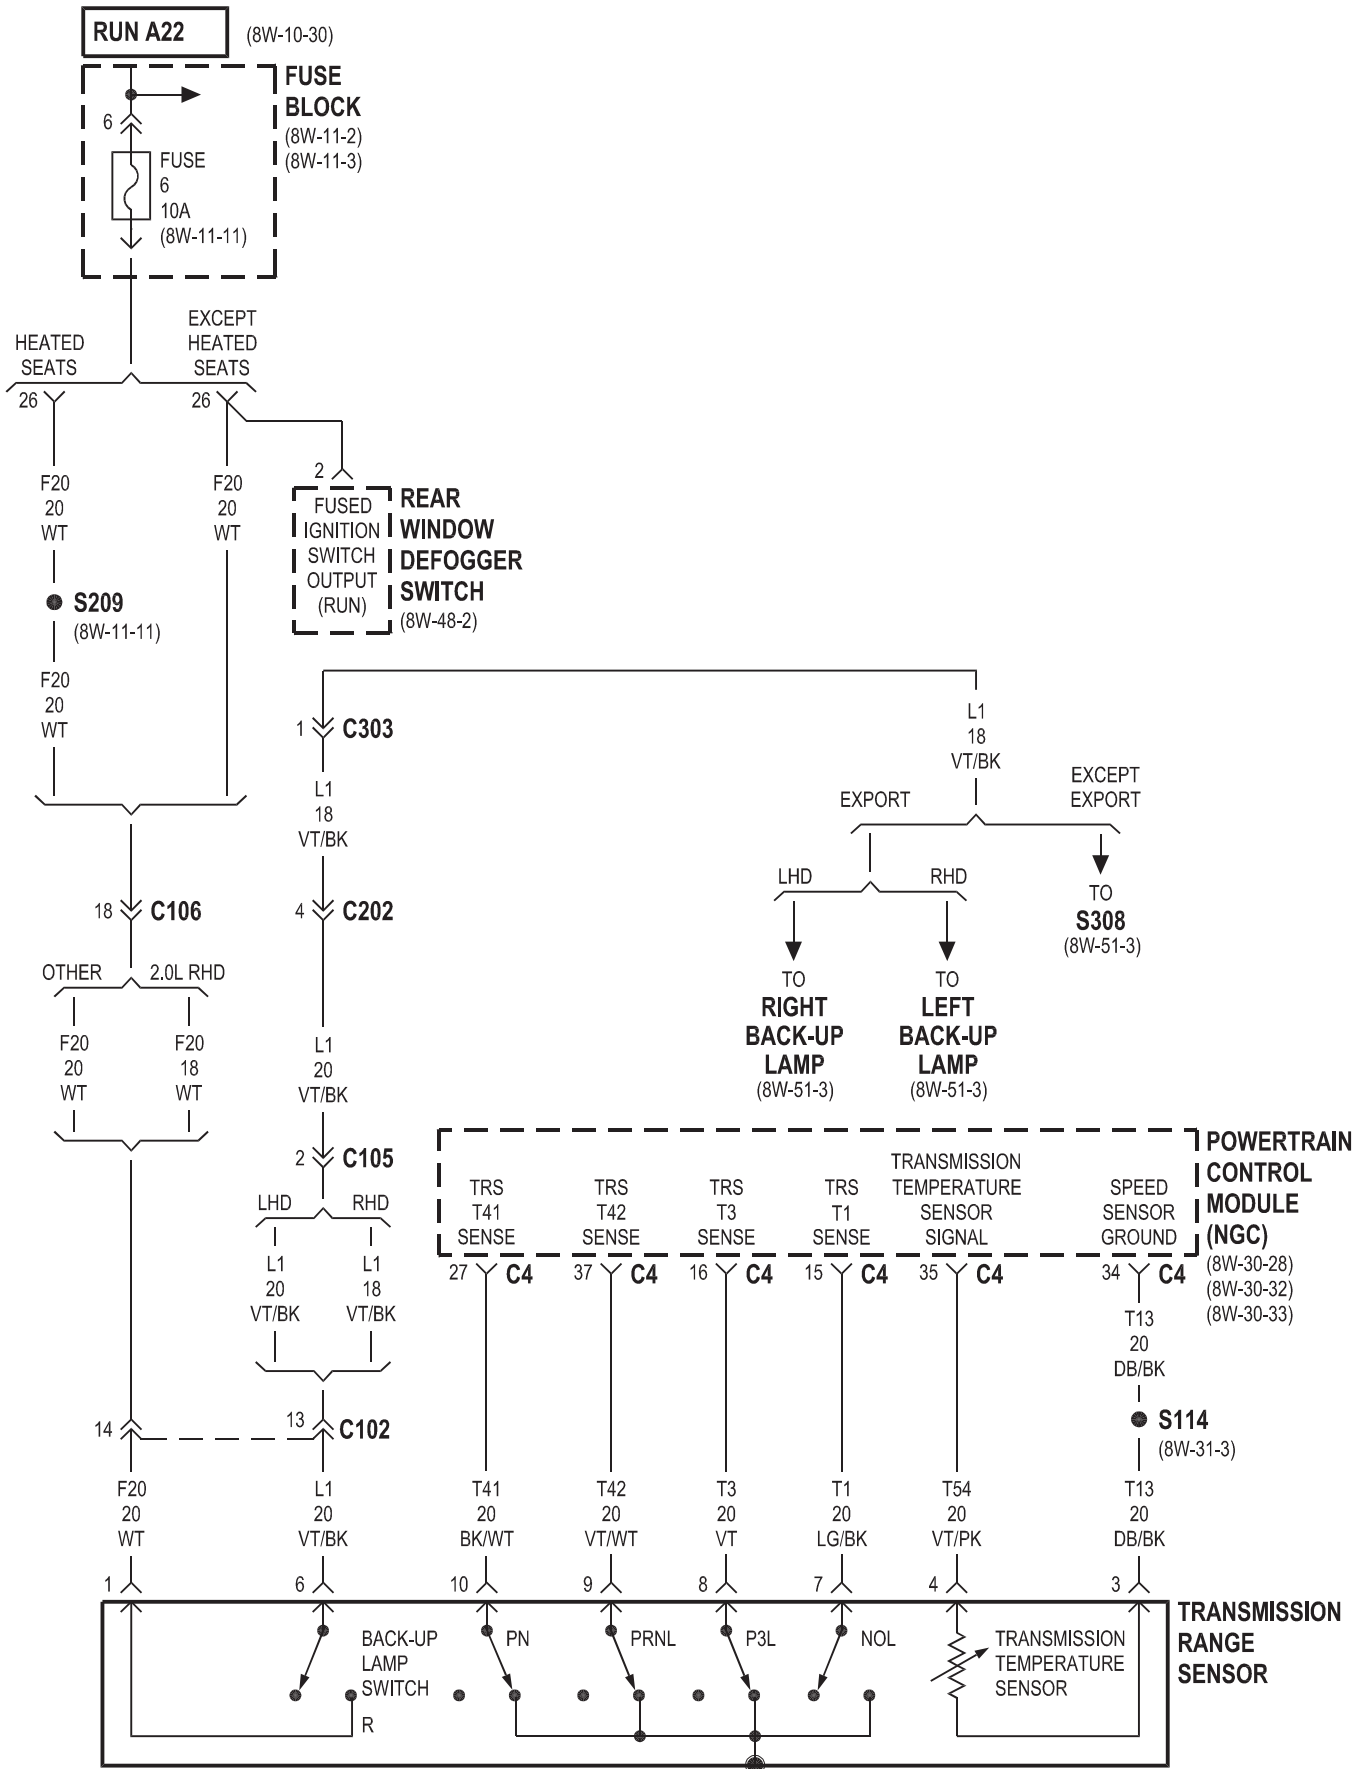 RUN A22 (8W-10-30)
FUSE
BLOCK
(8W-11-2)
(8W-11-3)
6
FUSE
6
10A
(8W-11-11)
HEATED
SEATS
EXCEPT
HEATED
SEATS
26
26
F20
20
WT
F20
20
WT
S209
(8W-11-11)
F20
20
WT
2
FUSED
IGNITION
SWITCH
OUTPUT
(RUN)
REAR
WINDOW
DEFOGGER
SWITCH
(8W-48-2)
1 C303
L1
18
VT/BK
L1
18
VT/BK
EXPORT
EXCEPT
EXPORT
LHD
RHD
TO
S308
(8W-51-3)
TO
RIGHT
BACK-UP
LAMP
(8W-51-3)
TO
LEFT
BACK-UP
LAMP
(8W-51-3)
18 C106
4 C202
OTHER
2.0L RHD
F20
20
WT
F20
18
WT
L1
20
VT/BK
2 C105
LHD
RHD
L1
20
VT/BK
L1
18
VT/BK
TRS
T41
SENSE
TRS
T42
SENSE
TRS
T3
SENSE
TRS
T1
SENSE
TRANSMISSION
TEMPERATURE
SENSOR
SIGNAL
SPEED
SENSOR
GROUND
POWERTRAIN
CONTROL
MODULE
(NGC)
(8W-30-28)
(8W-30-32)
(8W-30-33)
27 C4
37 C4
16 C4
15 C4
35 C4
34 C4
T13
20
DB/BK
S114
(8W-31-3)
14
13 C102
F20
20
WT
L1
20
VT/BK
T41
20
BK/WT
T42
20
VT/WT
T3
20
VT
T1
20
LG/BK
T54
20
VT/PK
T13
20
DB/BK
1
6
10
9
8
7
4
3
TRANSMISSION
RANGE
SENSOR
BACK-UP
LAMP
SWITCH
R
PN
PRNL
P3L
NOL
TRANSMISSION
TEMPERATURE
SENSOR